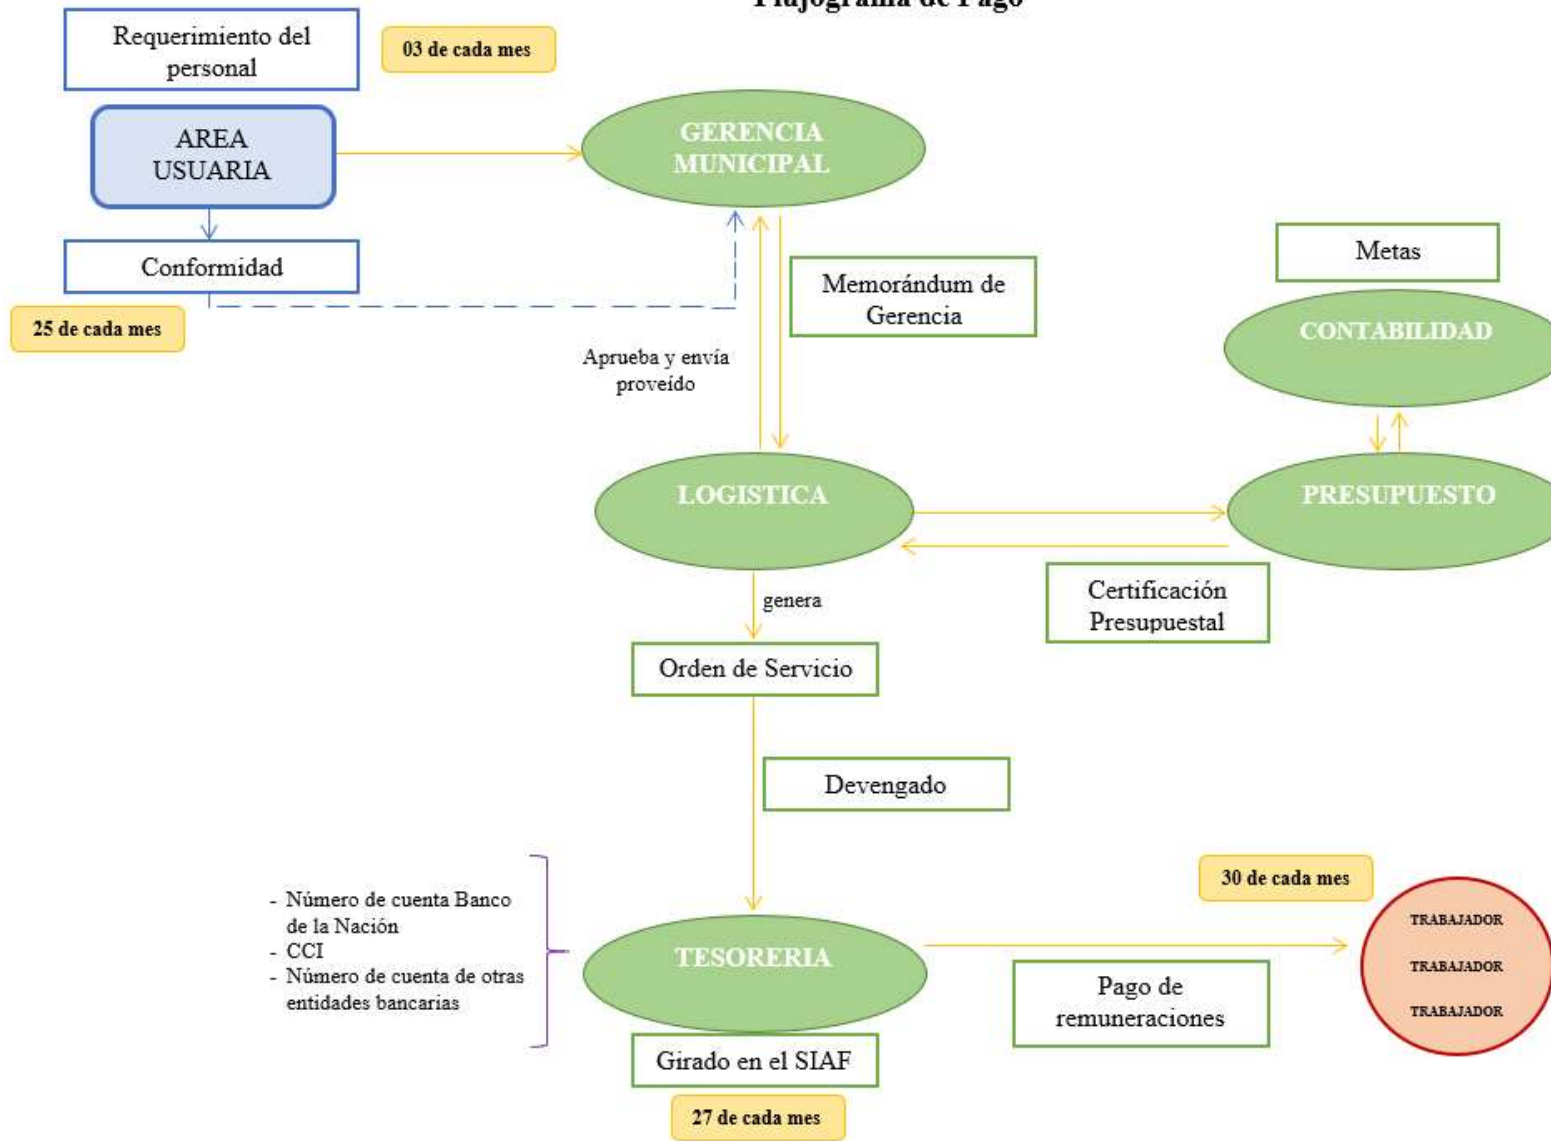 Flujograma de Pago
Requerimiento del
personal
03 de cada mes
AREA
USUARIA
GERENCIA
MUNICIPAL
Conformidad
25 de cada mes
Memorándum de
Gerencia
Aprueba y envía
proveído
Metas
CONTABILIDAD
LOGISTICA
PRESUPUESTO
Certificación
Presupuestal
genera
Orden de Servicio
Devengado
- Número de cuenta Banco
de la Nación
- CCI
- Número de cuenta de otras
entidades bancarias
TESORERIA
30 de cada mes
TRABAJADOR
TRABAJADOR
TRABAJADOR
Pago de
remuneraciones
Girado en el SIAF
27 de cada mes